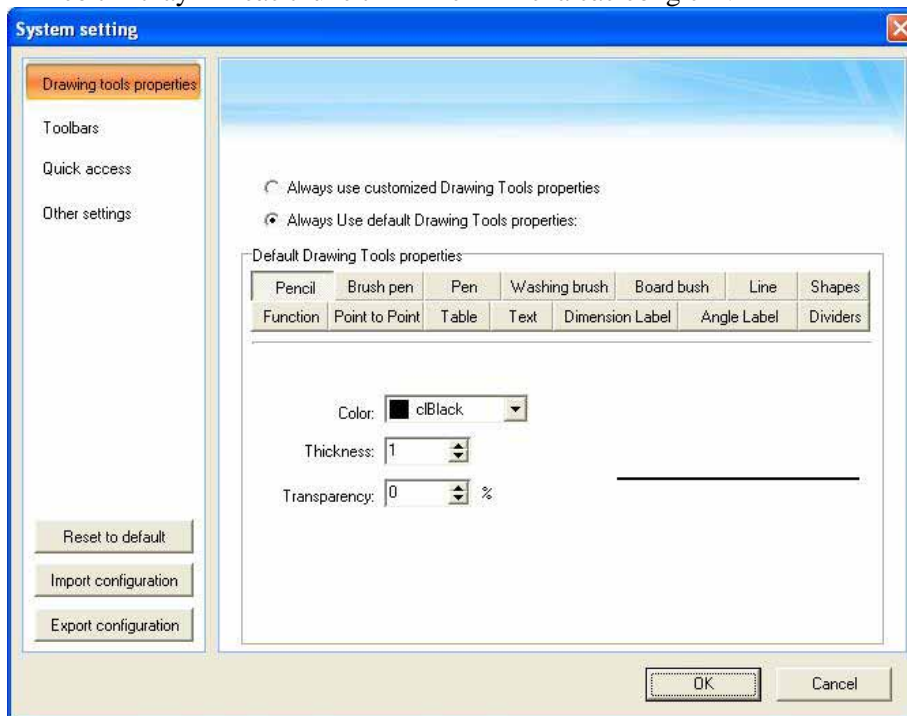 System setting
Drawing tools properties
Toolbars
Quick access
Other settings
Always use customized Drawing Tools properties
Always Use default Drawing Tools properties:
Default Drawing Tools properties
Pencil Brush pen Pen Washing brush Board bush Line Shapes
Function Point to Point Table Text Dimension Label Angle Label Dividers
Color: clBlack
Thickness: 1
Transparency: 0 %
Reset to default
Import configuration
Export configuration
OK Cancel